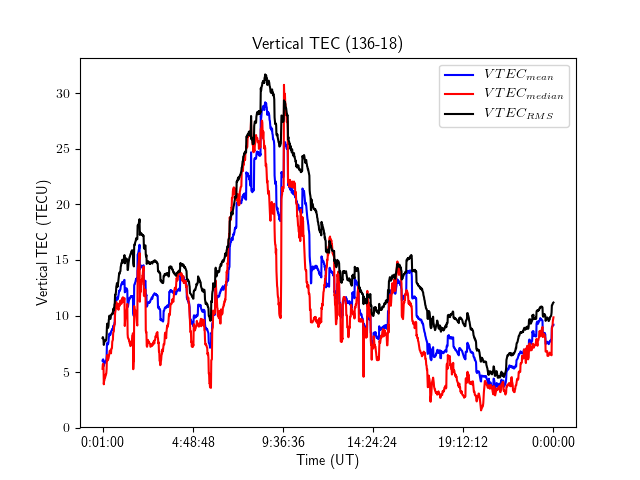 Vertical TEC (136-18)
VTEC_mean
VTEC_median
VTEC_RMS
Vertical TEC (TECU)
30
25
20
15
10
5
0
0:01:00 4:48:48 9:36:36 14:24:24 19:12:12 0:00:00
Time (UT)